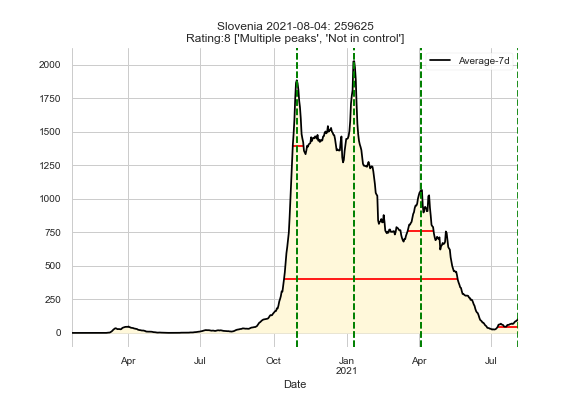 Slovenia 2021-08-04: 259625
Rating:8 ['Multiple peaks', 'Not in control']
Average-7d
2000
1750
1500
1250
1000
750
500
250
0
Apr
Jul
Oct
Jan
2021
Apr
Jul
Date